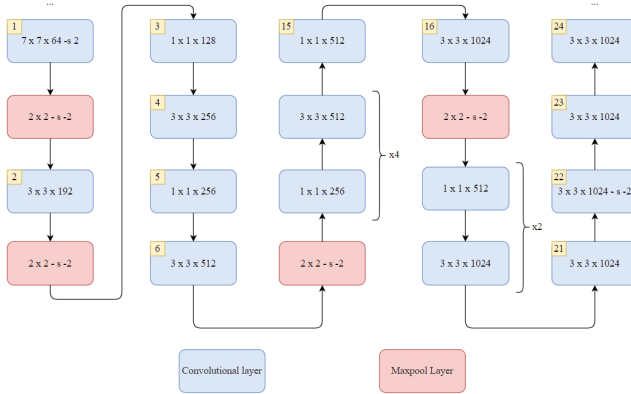 ...
1
7 x 7 x 64 -s 2
2 x 2 - s -2
2
3 x 3 x 192
2 x 2 - s -2
3
1 x 1 x 128
4
3 x 3 x 256
5
1 x 1 x 256
6
3 x 3 x 512
15
1 x 1 x 512
3 x 3 x 512
1 x 1 x 256
x4
2 x 2 - s -2
16
3 x 3 x 1024
2 x 2 - s -2
1 x 1 x 512
3 x 3 x 1024
x2
...
24
3 x 3 x 1024
23
3 x 3 x 1024
22
3 x 3 x 1024 - s -2
21
3 x 3 x 1024
Convolutional layer
Maxpool Layer